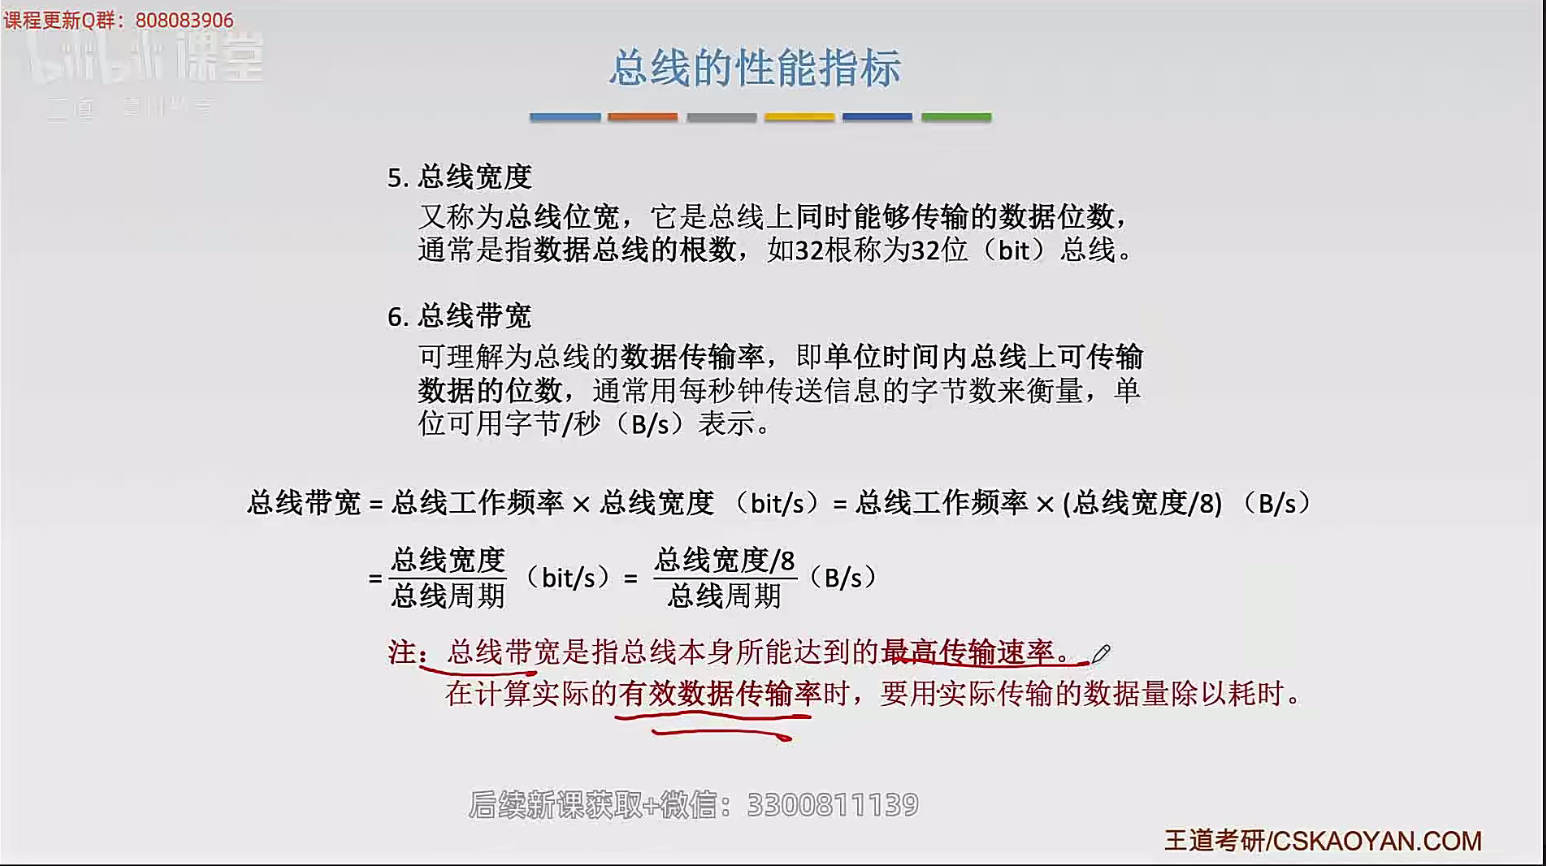 课程更新Q群：808083906
bilibili 课堂
总线的性能指标
5. 总线宽度
又称为总线位宽，它是总线上同时能够传输的数据位数，
通常是指数据总线的根数，如32根称为32位（bit）总线。
6. 总线带宽
可理解为总线的数据传输率，即单位时间内总线上可传输
数据的位数，通常用每秒钟传送信息的字节数来衡量，单
位可用字节/秒（B/s）表示。
总线带宽 = 总线工作频率 × 总线宽度 （bit/s）= 总线工作频率 × (总线宽度/8) （B/s）
= 总线宽度/总线周期 （bit/s）= 总线宽度/8/总线周期（B/s）
注：总线带宽是指总线本身所能达到的最高传输速率。
在计算实际的有效数据传输率时，要用实际传输的数据量除以耗时。
后续新课获取+微信：3300811139
王道考研/CSKAOYAN.COM